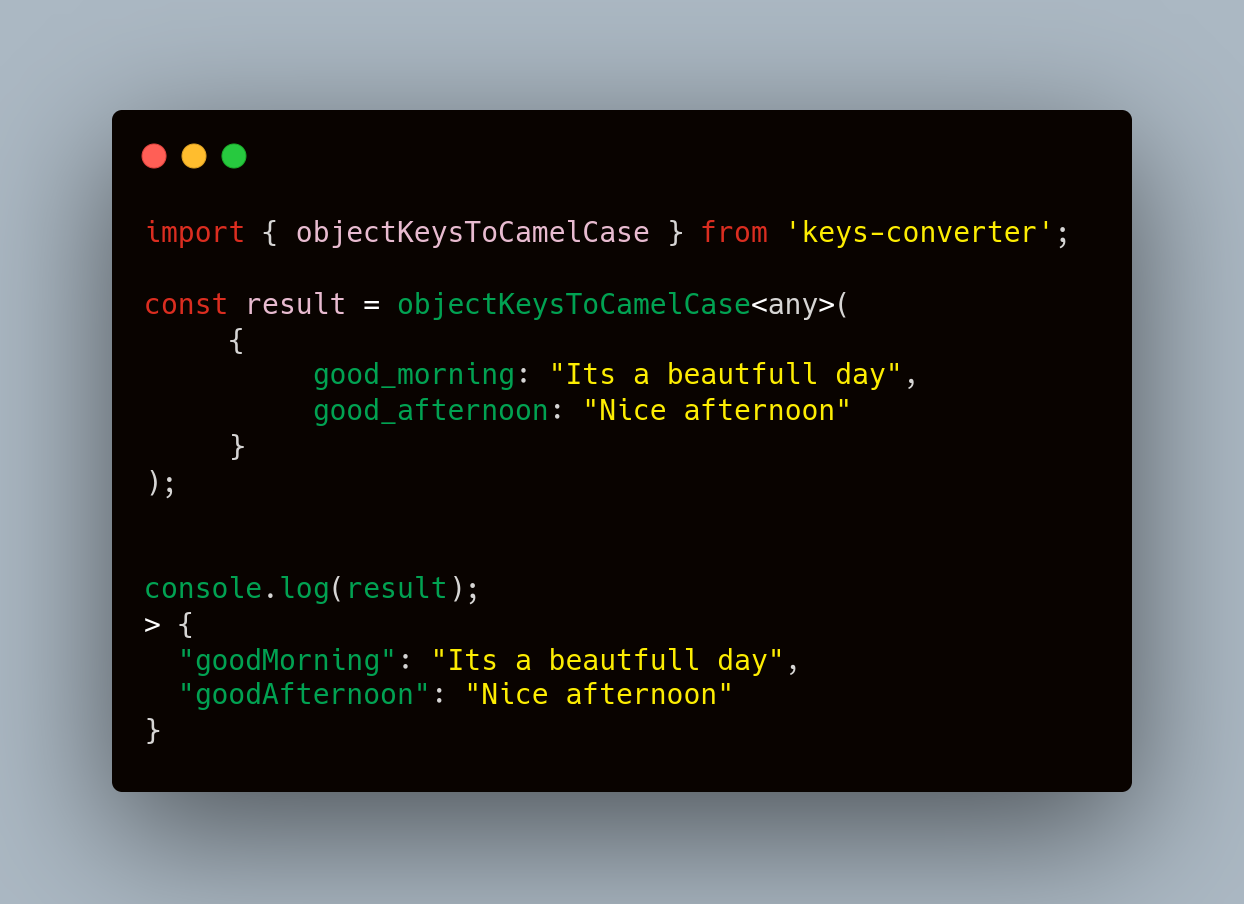 import { objectKeysToCamelCase } from 'keys-converter';
const result = objectKeysToCamelCase<any>(
{
good_morning: "Its a beautfull day",
good_afternoon: "Nice afternoon"
}
);
console.log(result);
> {
"goodMorning": "Its a beautfull day",
"goodAfternoon": "Nice afternoon"
}